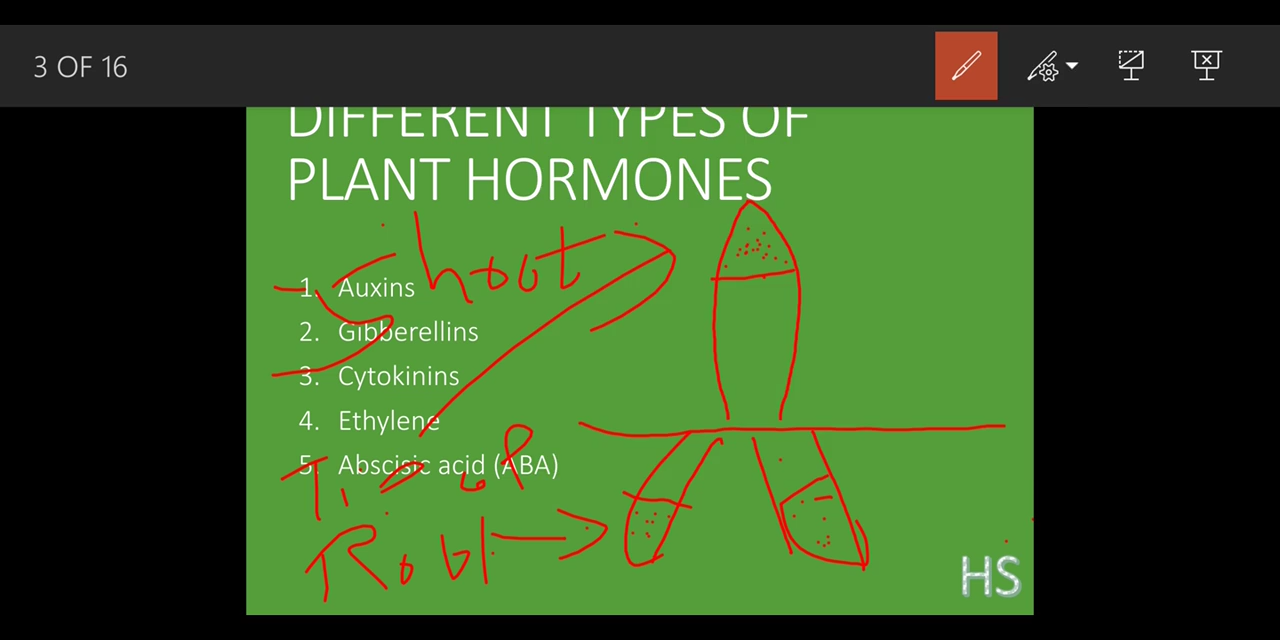 3 OF 16
DIFFERENT TYPES OF
PLANT HORMONES
Shoot
1. Auxins
2. Gibberellins
3. Cytokinins
4. Ethylene
5. Abscisic acid (ABA)
Tip of
Root
HS